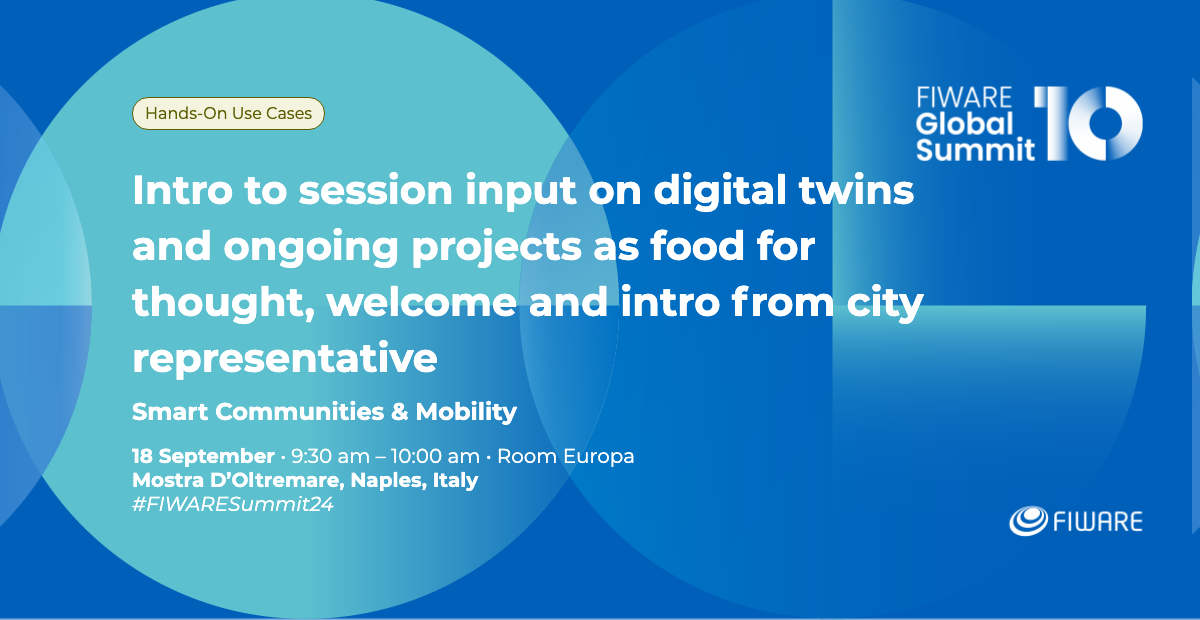 Hands-On Use Cases
FIWARE
Global
Summit
10
Intro to session input on digital twins
and ongoing projects as food for
thought, welcome and intro from city
representative
Smart Communities & Mobility
18 September · 9:30 am – 10:00 am · Room Europa
Mostra D’Oltremare, Naples, Italy
#FIWARESummit24
FIWARE